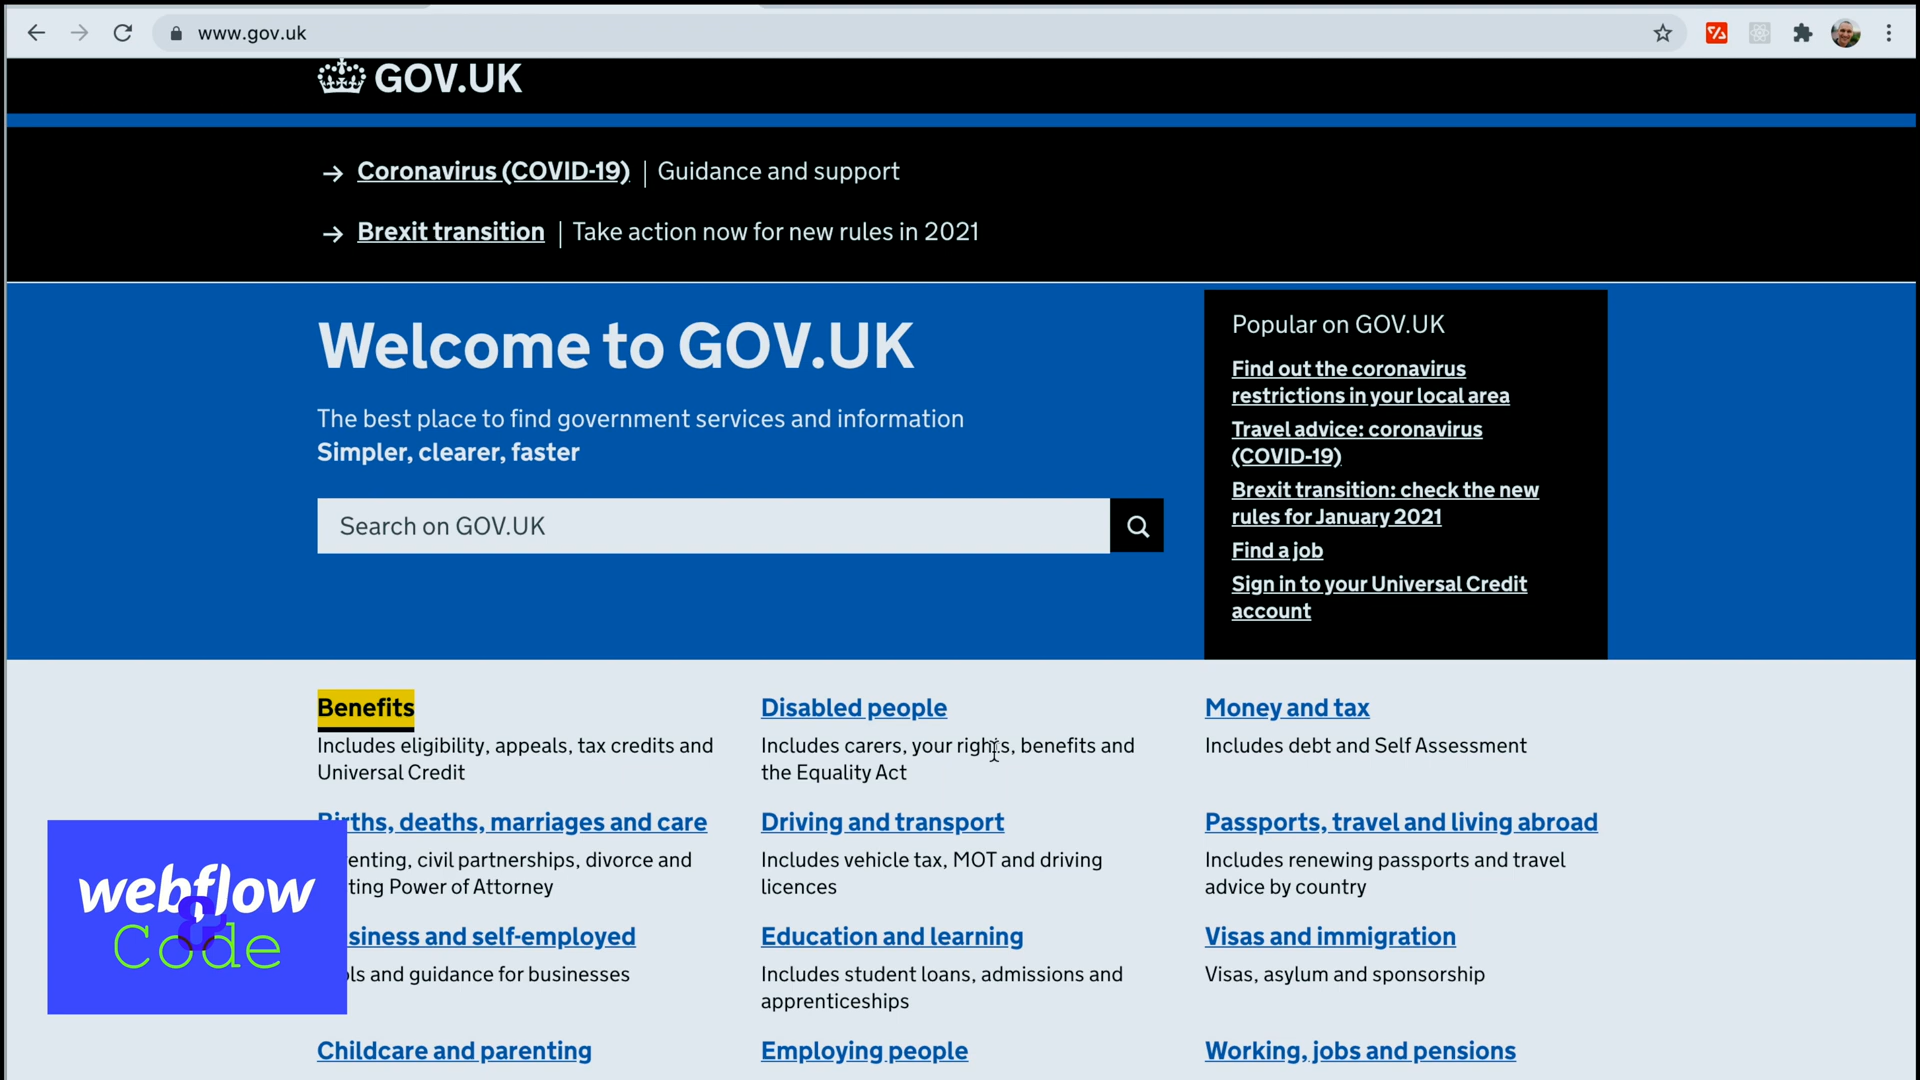 www.gov.uk
GOV.UK
Coronavirus (COVID-19) | Guidance and support
Brexit transition | Take action now for new rules in 2021
Welcome to GOV.UK
The best place to find government services and information
Simpler, clearer, faster
Search on GOV.UK
Popular on GOV.UK
Find out the coronavirus
restrictions in your local area
Travel advice: coronavirus
(COVID-19)
Brexit transition: check the new
rules for January 2021
Find a job
Sign in to your Universal Credit
account
Benefits
Includes eligibility, appeals, tax credits and
Universal Credit
Disabled people
Includes carers, your rights, benefits and
the Equality Act
Money and tax
Includes debt and Self Assessment
Births, deaths, marriages and care
enting, civil partnerships, divorce and
ting Power of Attorney
Driving and transport
Includes vehicle tax, MOT and driving
licences
Passports, travel and living abroad
Includes renewing passports and travel
advice by country
siness and self-employed
ls and guidance for businesses
Education and learning
Includes student loans, admissions and
apprenticeships
Visas and immigration
Visas, asylum and sponsorship
Childcare and parenting
Employing people
Working, jobs and pensions
webflow
&
Code